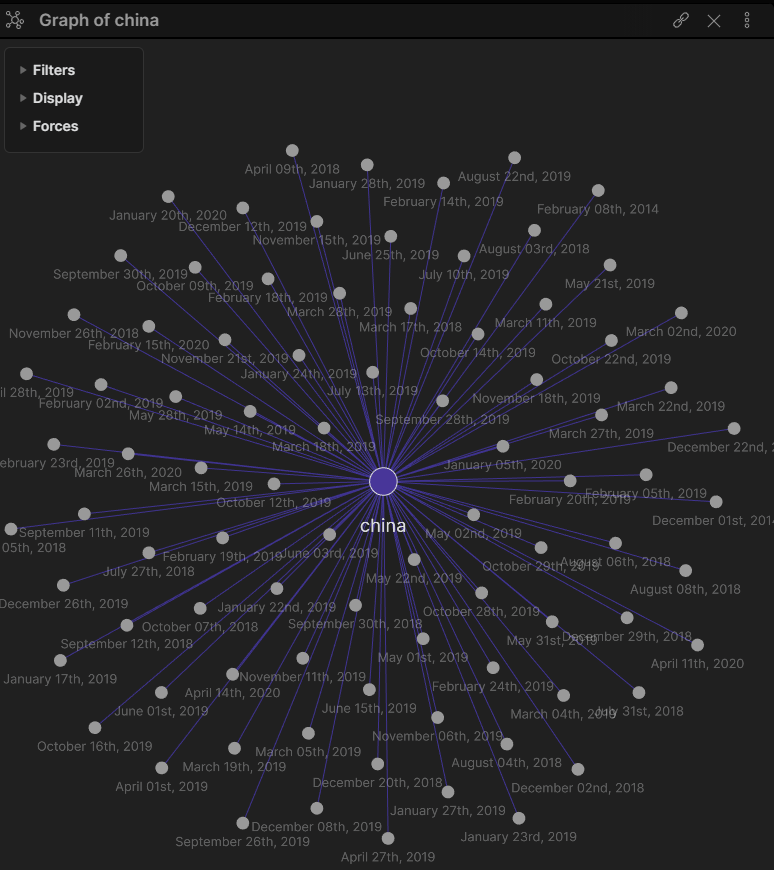 Graph of china
Filters
Display
Forces
April 09th, 2018
January 28th, 2019
August 22nd, 2019
February 14th, 2019
February 08th, 2014
January 20th, 2020
December 12th, 2019
November 15th, 2019
June 25th, 2019
August 03rd, 2018
July 10th, 2019
September 30th, 2019
October 09th, 2019
May 21st, 2019
February 18th, 2019
March 28th, 2019
November 26th, 2018
March 17th, 2018
March 11th, 2019
March 02nd, 2020
February 15th, 2020
November 21st, 2019
October 14th, 2019
October 22nd, 2019
January 24th, 2019
il 28th, 2019
July 13th, 2019
February 02nd, 2019
November 18th, 2019
March 22nd, 2019
May 28th, 2019
May 14th, 2019
September 28th, 2019
March 27th, 2019
March 18th, 2019
December 22nd, 2
ebruary 23rd, 2019
January 05th, 2020
March 26th, 2020
March 15th, 2019
October 12th, 2019
February 20th, 2019
February 05th, 2019
December 01st, 2014
china
September 11th, 2019
May 02nd, 2019
05th, 2018
February 19th, 2019
June 03rd, 2019
October 29th, 2019
August 06th, 2018
July 27th, 2018
May 22nd, 2019
August 08th, 2018
December 26th, 2019
January 22nd, 2019
October 28th, 2019
October 07th, 2018
September 30th, 2018
September 12th, 2018
May 31st, 2019
December 29th, 2018
May 01st, 2019
April 11th, 2020
January 17th, 2019
November 11th, 2019
April 14th, 2020
February 24th, 2019
June 01st, 2019
June 15th, 2019
March 04th, 2019
July 31st, 2018
October 16th, 2019
November 06th, 2019
March 05th, 2019
March 19th, 2019
August 04th, 2018
April 01st, 2019
December 20th, 2018
December 02nd, 2018
January 27th, 2019
December 08th, 2019
January 23rd, 2019
September 26th, 2019
April 27th, 2019